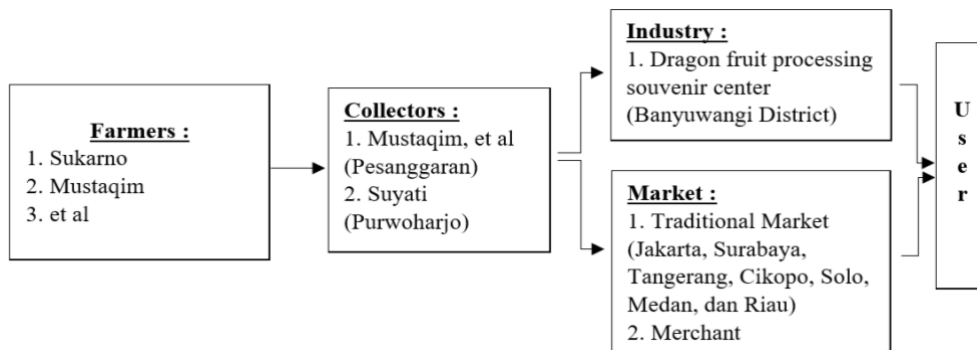 Farmers :
1. Sukarno
2. Mustaqim
3. et al
Collectors :
1. Mustaqim, et al
(Pesanggaran)
2. Suyati
(Purwoharjo)
Industry :
1. Dragon fruit processing
souvenir center
(Banyuwangi District)
Market :
1. Traditional Market
(Jakarta, Surabaya,
Tangerang, Cikopo, Solo,
Medan, dan Riau)
2. Merchant
U
s
e
r